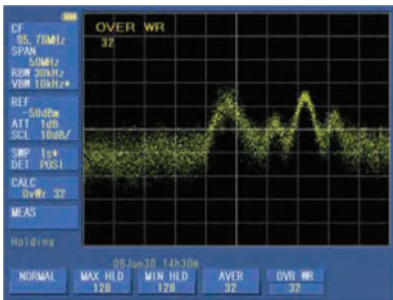 CF
95.78MHz
SPAN
50MHz
RBW 30kHz
VBW 10kHz*
REF
-50dBm
ATT 1dB
SCL 10dB/
SWP 1s*
DET POSI
CALC
OvWr 32
MEAS
Holding
OVER WR
32
05Jun30 14h30m
NORMAL
MAX HLD
128
MIN HLD
128
AVER
32
OVR WR
32